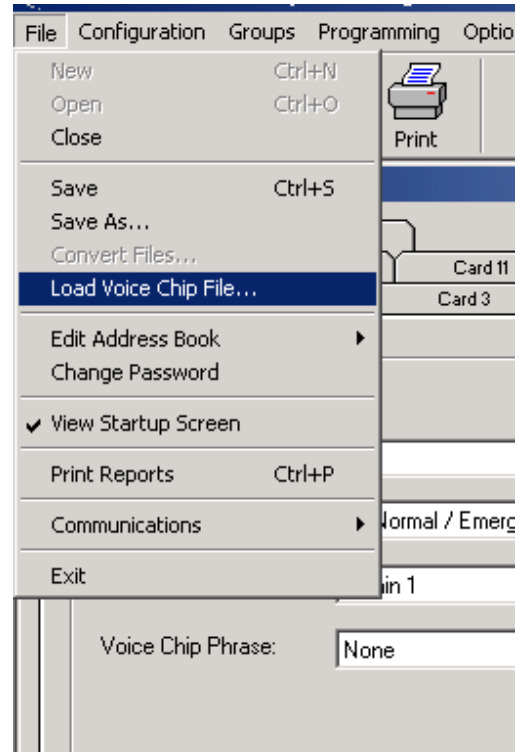 File Configuration Groups Programming Optio
New Ctrl+N
Open Ctrl+O
Close
Print
Save Ctrl+S
Save As...
Convert Files...
Card 11
Load Voice Chip File...
Card 3
Edit Address Book
Change Password
View Startup Screen
Print Reports Ctrl+P
Communications
Normal / Emerg
Exit
in 1
Voice Chip Phrase: None